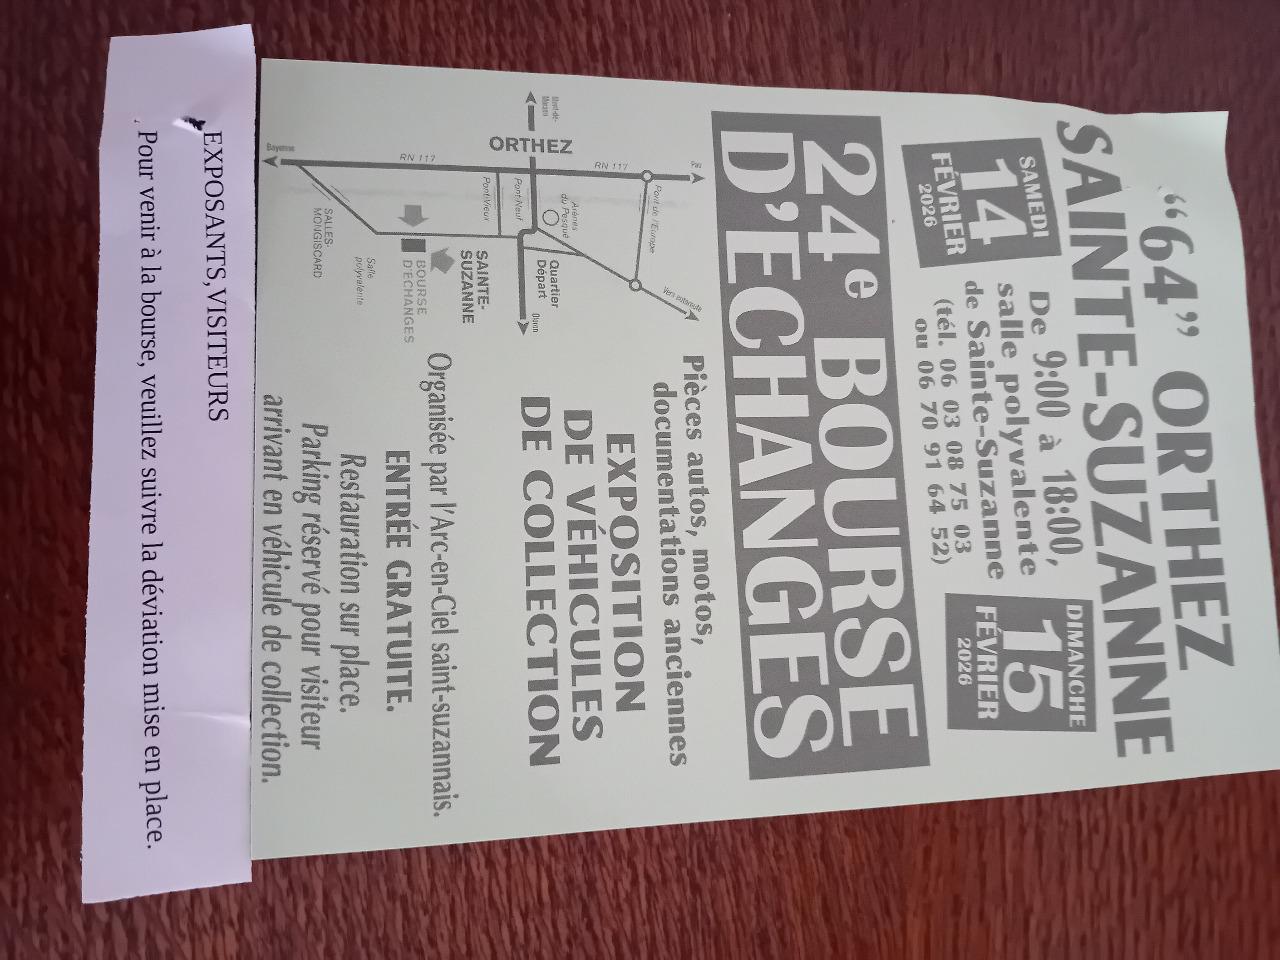 “64” ORTHEZ
SAINTE-SUZANNE
SAMEDI
14
FÉVRIER
2026
De 9:00 à 18:00,
salle polyvalente
de Sainte-Suzanne
(tél. 06 03 08 75 03
ou 06 70 91 64 52)
DIMANCHE
15
FÉVRIER
2026
24e BOURSE
D’ECHANGES
Pièces autos, motos,
documentations anciennes
EXPOSITION
DE VÉHICULES
DE COLLECTION
Organisée par l'Arc-en-Ciel saint-suzannais.
ENTRÉE GRATUITE.
Restauration sur place.
Parking réservé pour visiteur
arrivant en véhicule de collection.
Pau
RN 117
Pont de l'Europe
Vers autoroute
Arènes
du Pesqué
Mont-de-
Marsan
ORTHEZ
Pont-Neuf
Quartier
Départ
Pont-Vieux
SAINTE-
SUZANNE
RN 117
BOURSE
D'ÉCHANGES
Salle
polyvalente
SALLES-
MONGISCARD
Bayonne
EXPOSANTS,VISITEURS
Pour venir à la bourse, veuillez suivre la déviation mise en place.